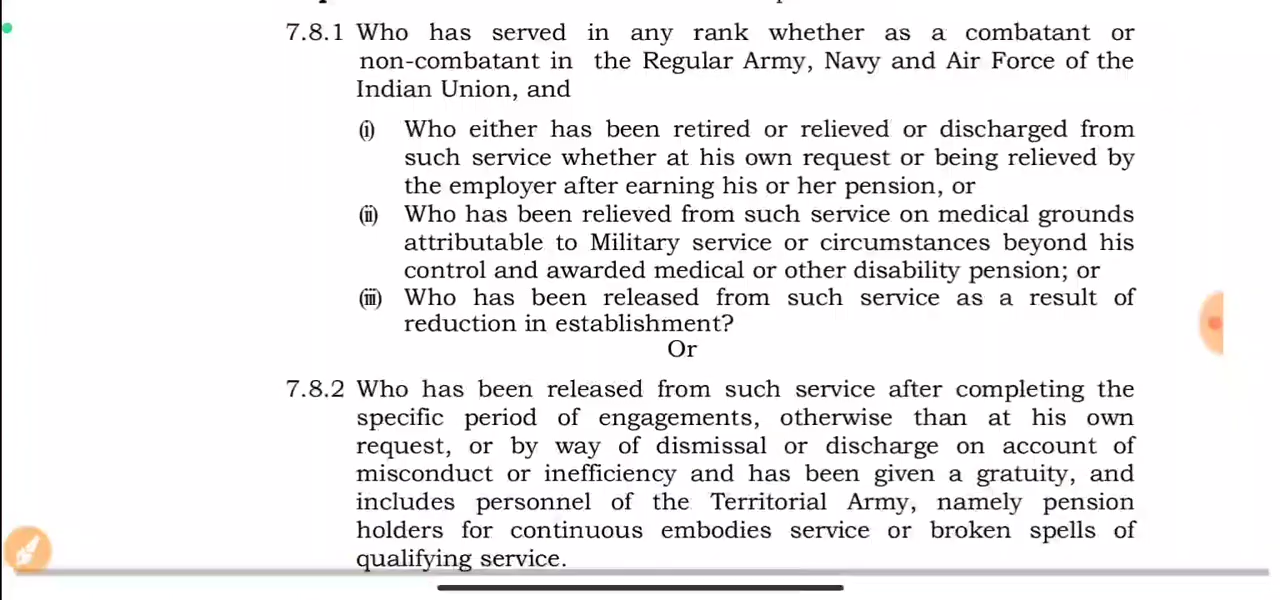 7.8.1 Who has served in any rank whether as a combatant or
non-combatant in the Regular Army, Navy and Air Force of the
Indian Union, and
(i) Who either has been retired or relieved or discharged from
such service whether at his own request or being relieved by
the employer after earning his or her pension, or
(ii) Who has been relieved from such service on medical grounds
attributable to Military service or circumstances beyond his
control and awarded medical or other disability pension; or
(iii) Who has been released from such service as a result of
reduction in establishment?
Or
7.8.2 Who has been released from such service after completing the
specific period of engagements, otherwise than at his own
request, or by way of dismissal or discharge on account of
misconduct or inefficiency and has been given a gratuity, and
includes personnel of the Territorial Army, namely pension
holders for continuous embodies service or broken spells of
qualifying service.